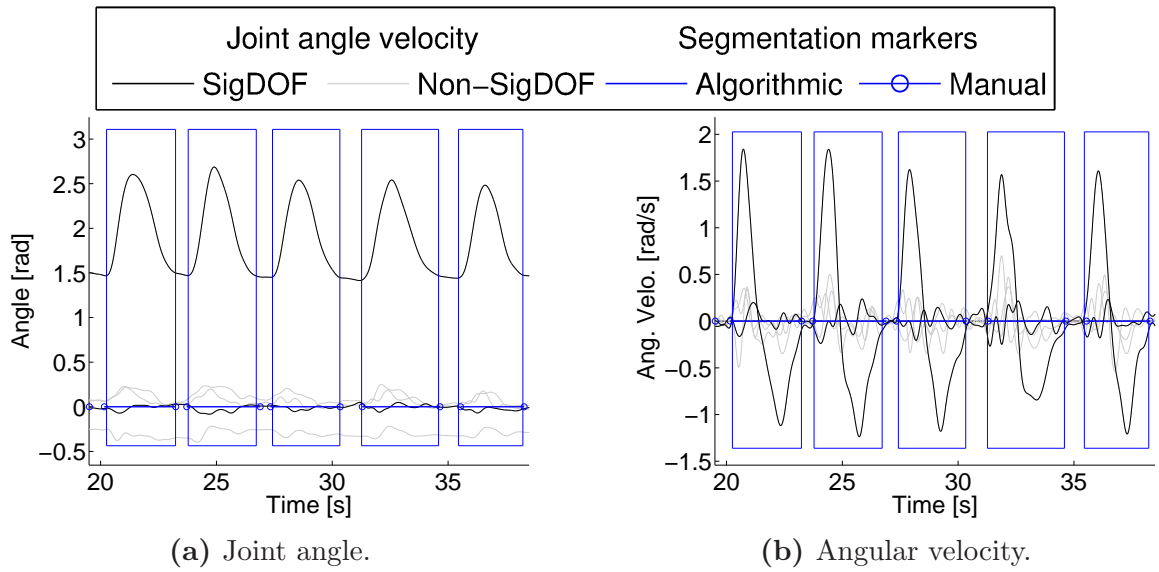 Joint angle velocity Segmentation markers
SigDOF Non−SigDOF Algorithmic Manual
3
2.5
2
1.5
1
0.5
0
−0.5
Angle [rad]
20 25 30 35
Time [s]
(a) Joint angle.
2
1.5
1
0.5
0
−0.5
−1
−1.5
Ang. Velo. [rad/s]
20 25 30 35
Time [s]
(b) Angular velocity.